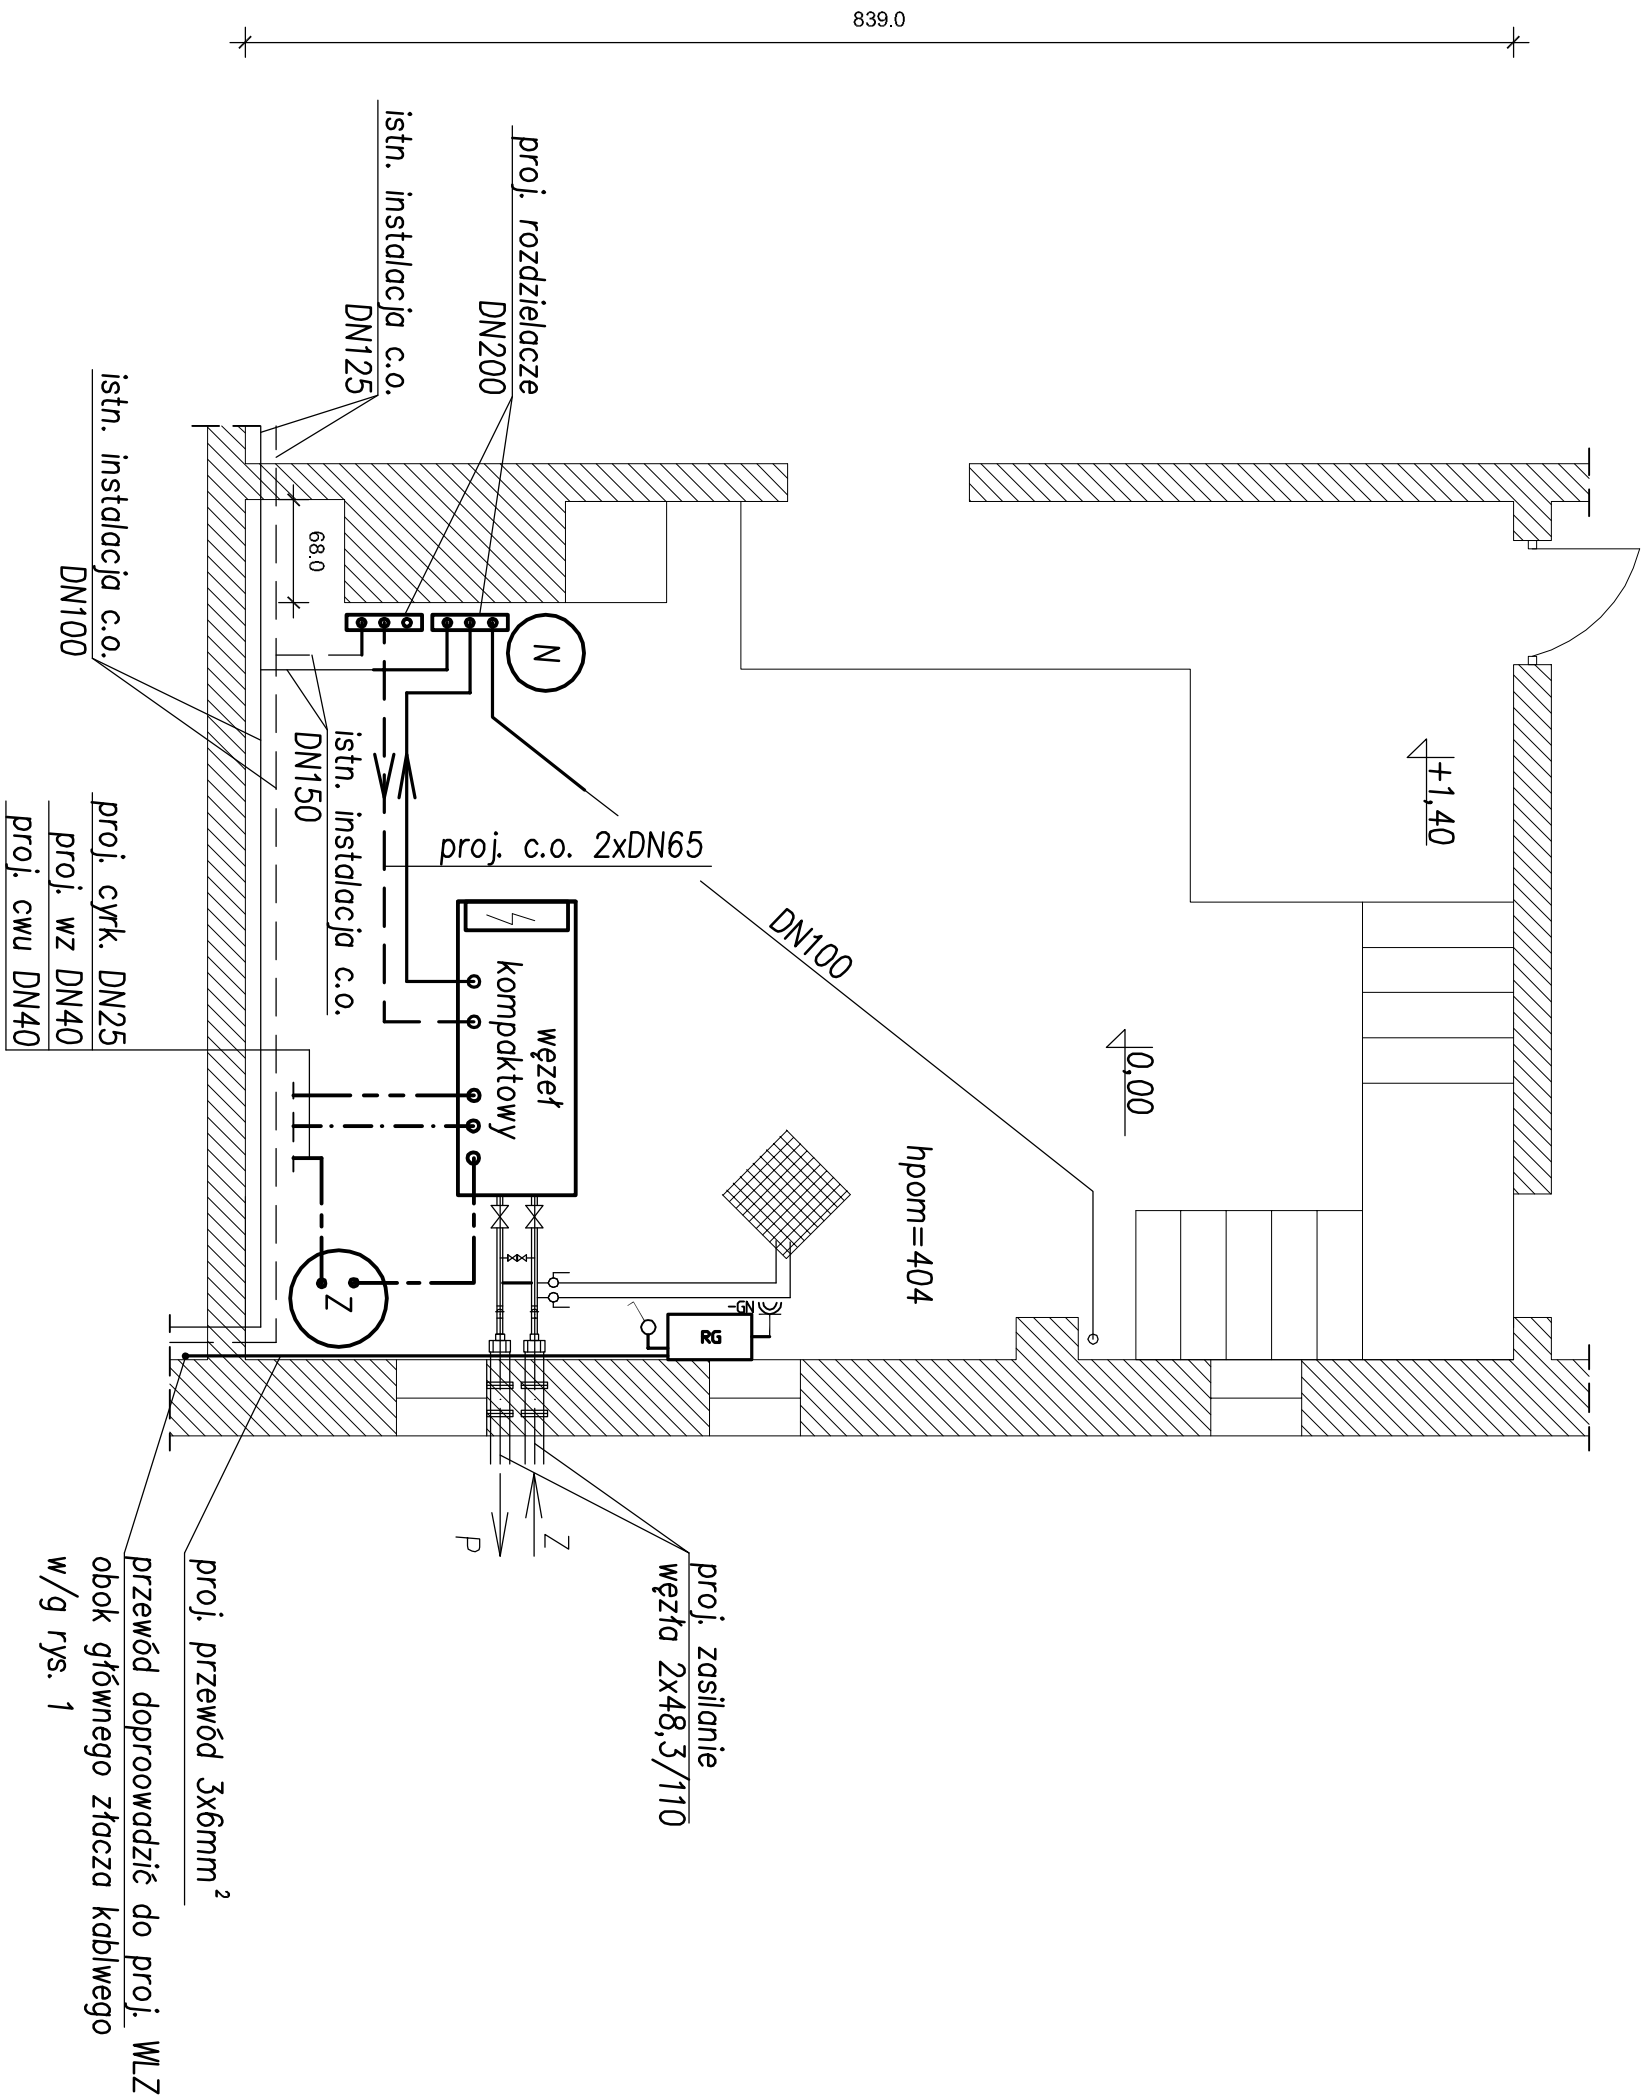 839.0
proj. rozdzielacze
DN200
istn. instalacja c.o.
DN125
istn. instalacja c.o.
DN100
68.0
N
istn. instalacja c.o.
DN150
proj. c.o. 2xDN65
DN100
+1,40
0,00
hpom=404
węzeł
kompaktowy
proj. cyrk. DN25
proj. wz DN40
proj. cwu DN40
Z
-GN
RG
Z
P
proj. zasilanie
węzła 2x48,3/110
proj. przewód 3x6mm²
przewód doproowadzić do proj. WLZ
obok głównego złacza kablwego
w/g rys. 1